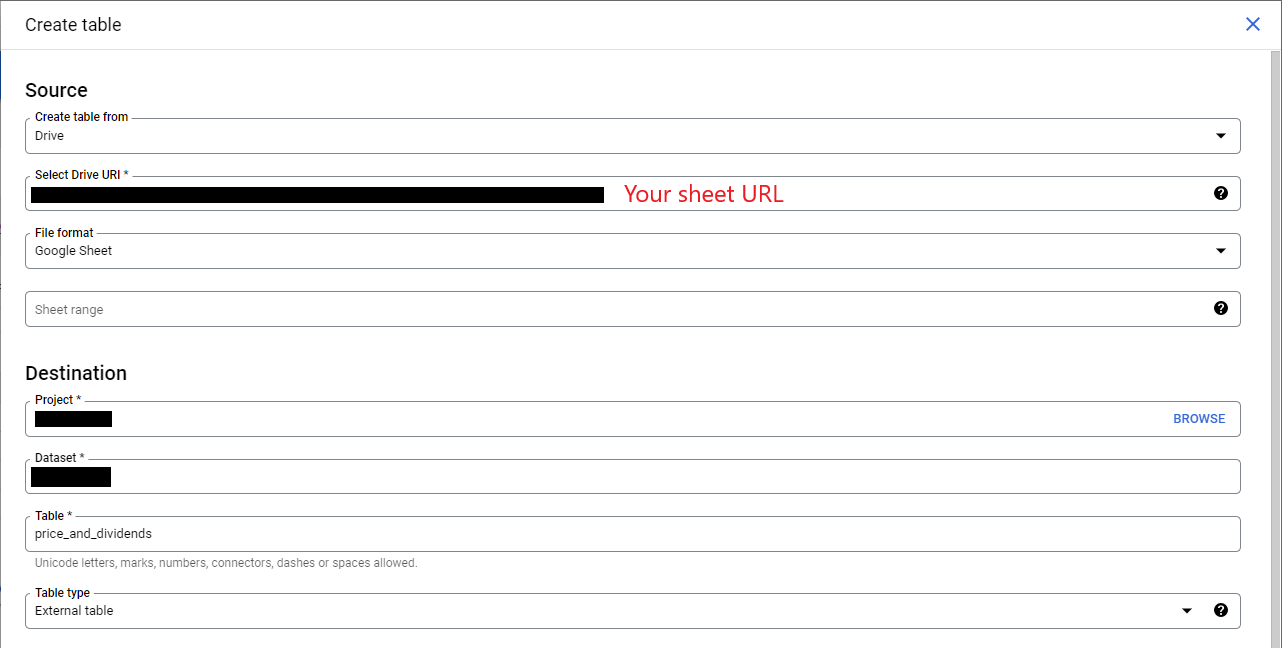 Create table
Source
Create table from
Drive
Select Drive URI *
Your sheet URL
File format
Google Sheet
Sheet range
Destination
Project *
BROWSE
Dataset *
Table *
price_and_dividends
Unicode letters, marks, numbers, connectors, dashes or spaces allowed.
Table type
External table